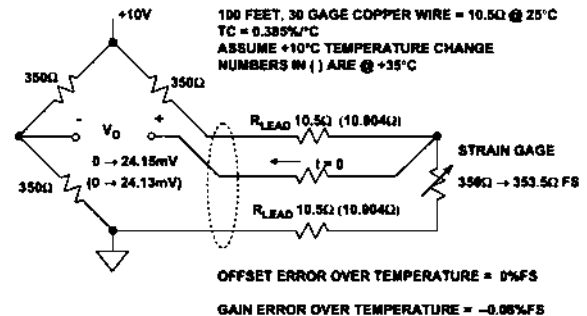 100 FEET, 30 GAGE COPPER WIRE = 10.5Ω @ 25°C
TC = 0.385%/°C
ASSUME +10°C TEMPERATURE CHANGE
NUMBERS IN ( ) ARE @ +35°C
+10V
350Ω
350Ω
- VO +
0 → 24.15mV
(0 → 24.13mV)
350Ω
RLEAD 10.5Ω (10.904Ω)
I = 0
RLEAD 10.5Ω (10.904Ω)
STRAIN GAGE
350Ω → 353.5Ω FS
OFFSET ERROR OVER TEMPERATURE = 0%FS
GAIN ERROR OVER TEMPERATURE = –0.08%FS